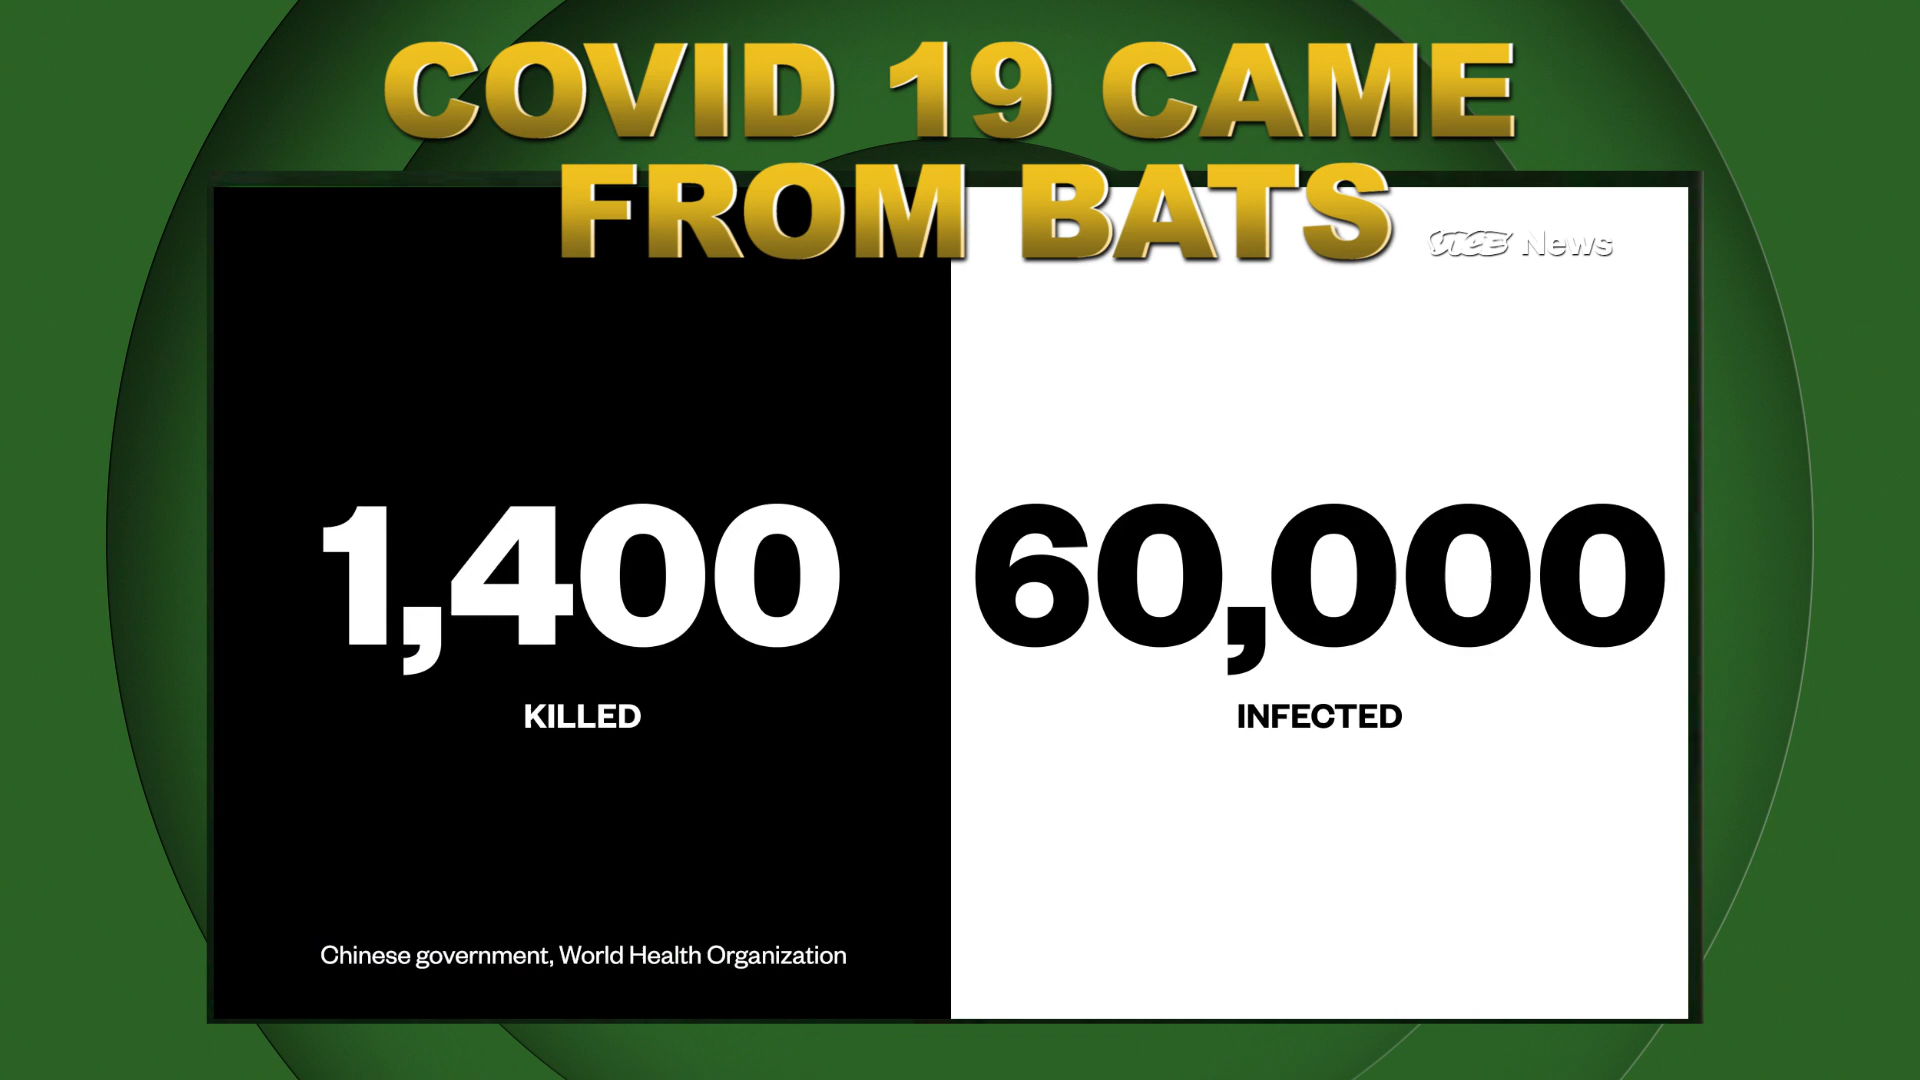 COVID 19 CAME
FROM BATS
VICE News
1,400
KILLED
60,000
INFECTED
Chinese government, World Health Organization